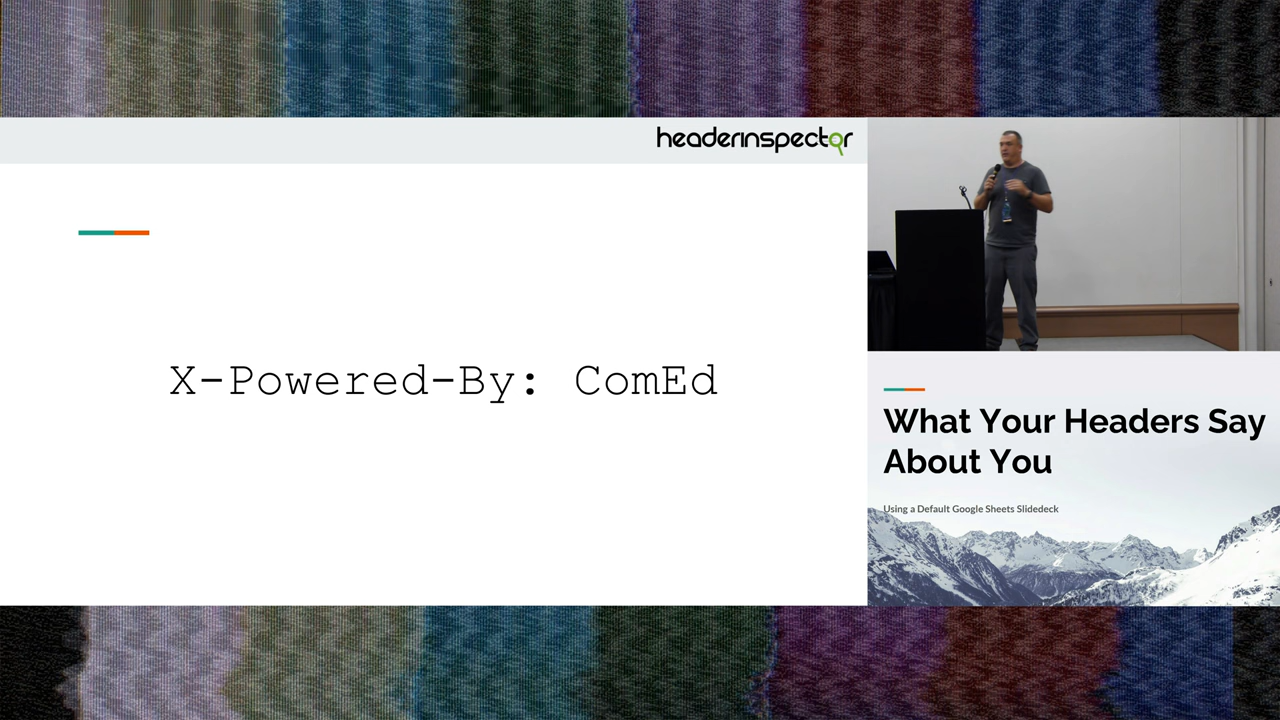 headerinspector
X-Powered-By: ComEd
What Your Headers Say
About You
Using a Default Google Sheets Slidedeck